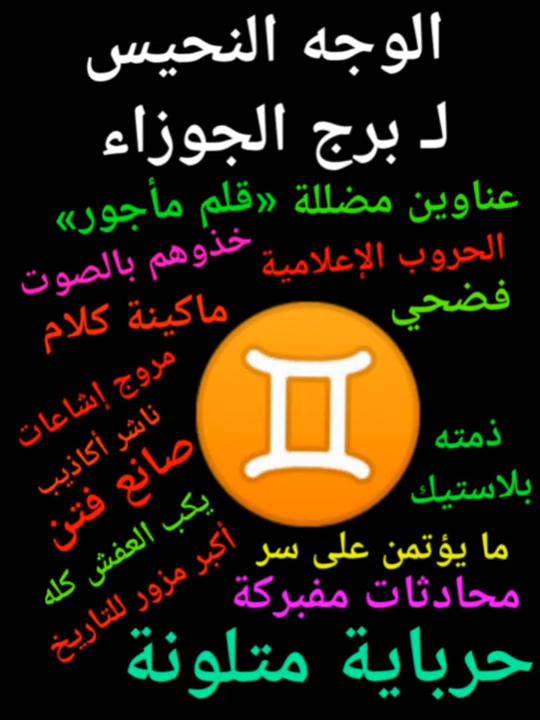 الوجه النحيس
لـ برج الجوزاء
عناوين مضللة «قلم مأجور»
الحروب الإعلامية
خذوهم بالصوت
فضحي
ماكينة كلام
مروج إشاعات
ناشر أكاذيب
صانع فتن
ذمته
بلاستيك
يكب العفش كله
ما يؤتمن على سر
أكبر مزور للتاريخ
محادثات مفبركة
حرباية متلونة